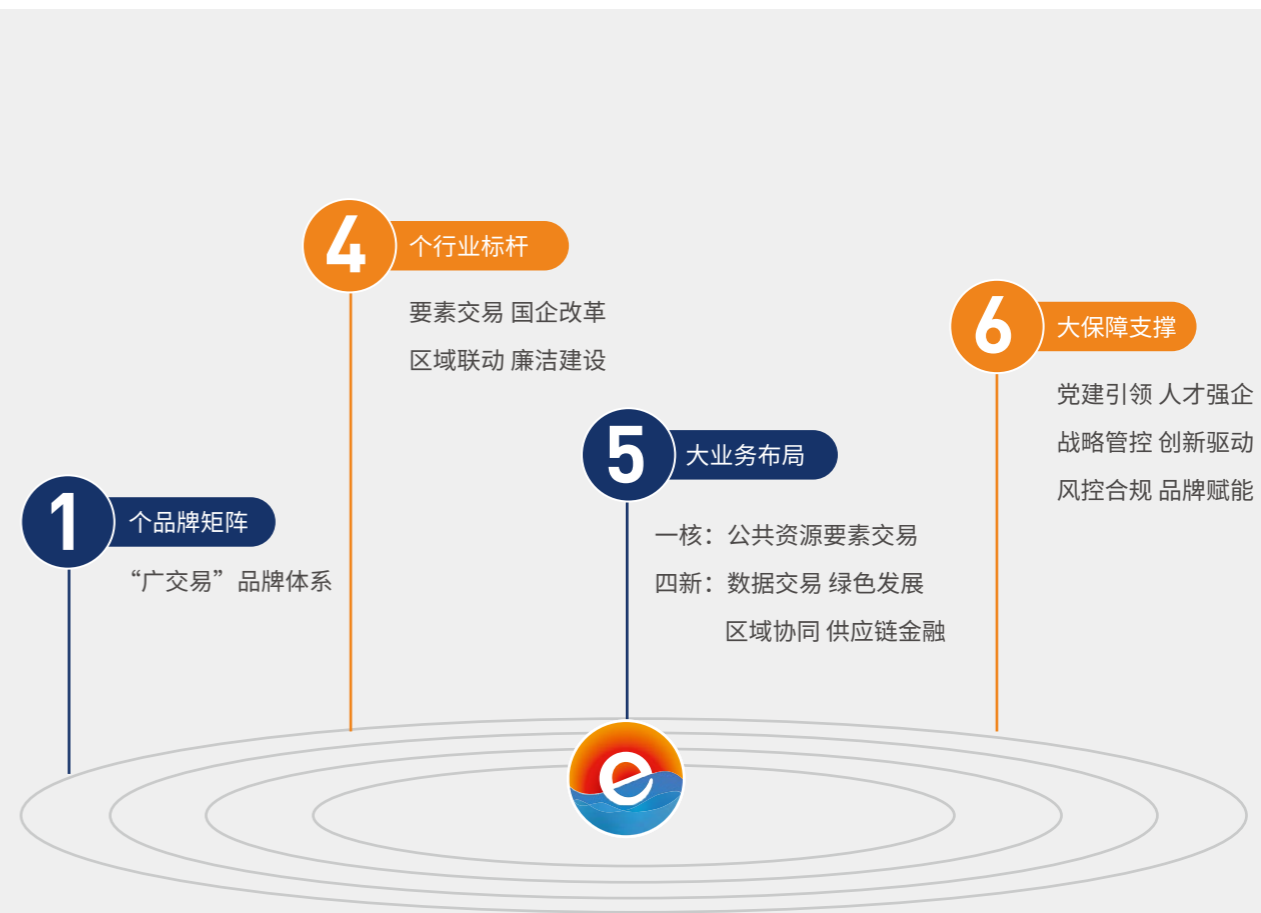 1 个品牌矩阵
“广交易”品牌体系
4 个行业标杆
要素交易 国企改革
区域联动 廉洁建设
5 大业务布局
一核：公共资源要素交易
四新：数据交易 绿色发展
区域协同 供应链金融
6 大保障支撑
党建引领 人才强企
战略管控 创新驱动
风控合规 品牌赋能
e